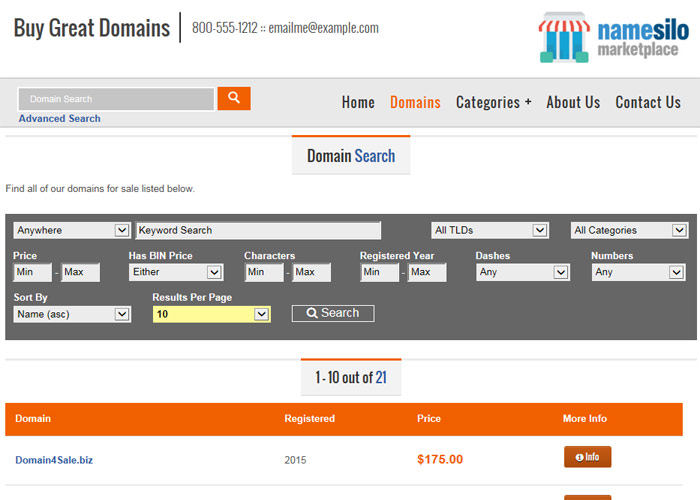 Buy Great Domains
800-555-1212 :: emailme@example.com
namesilo
marketplace
Domain Search
Advanced Search
Home Domains Categories + About Us Contact Us
Domain Search
Find all of our domains for sale listed below.
Anywhere Keyword Search All TLDs All Categories
Price Has BIN Price Characters Registered Year Dashes Numbers
Min - Max Either Min - Max Min - Max Any Any
Sort By Results Per Page
Name (asc) 10 Search
1 - 10 out of 21
Domain Registered Price More Info
Domain4Sale.biz 2015 $175.00 Info